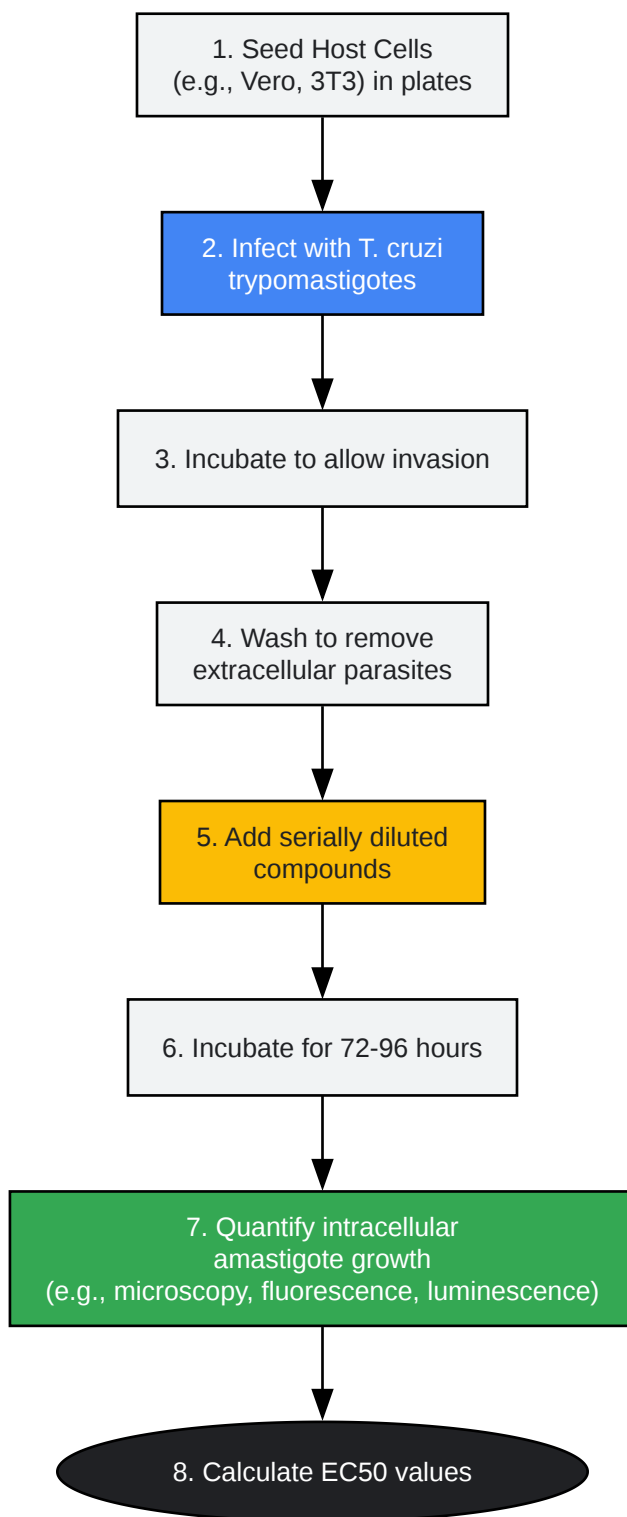 1. Seed Host Cells
(e.g., Vero, 3T3) in plates
2. Infect with T. cruzi
trypomastigotes
3. Incubate to allow invasion
4. Wash to remove
extracellular parasites
5. Add serially diluted
compounds
6. Incubate for 72-96 hours
7. Quantify intracellular
amastigote growth
(e.g., microscopy, fluorescence, luminescence)
8. Calculate EC50 values